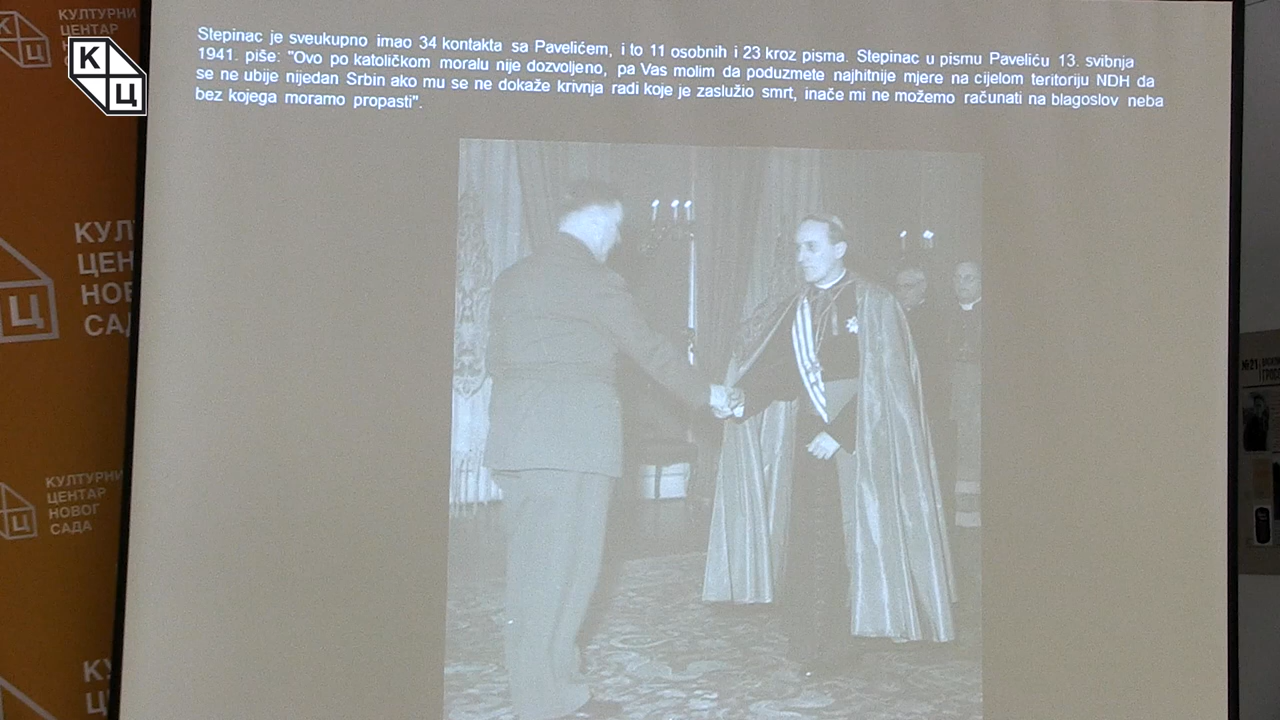 Stepinac je sveukupno imao 34 kontakta sa Pavelićem, i to 11 osobnih i 23 kroz pisma. Stepinac u pismu Paveliću 13. svibnja
1941. piše: "Ovo po katoličkom moralu nije dozvoljeno, pa Vas molim da poduzmete najhitnije mjere na cijelom teritoriju NDH da
se ne ubije nijedan Srbin ako mu se ne dokaže krivnja radi koje je zaslužio smrt, inače mi ne možemo računati na blagoslov neba
bez kojega moramo propasti".
К
Ц
КУЛТУРНИ
ЦЕНТАР
КУЛ
ЦЕН
НОВ
СА
Ц
КУЛТУРНИ
ЦЕНТАР
НОВОГ
САДА
Ц
№21